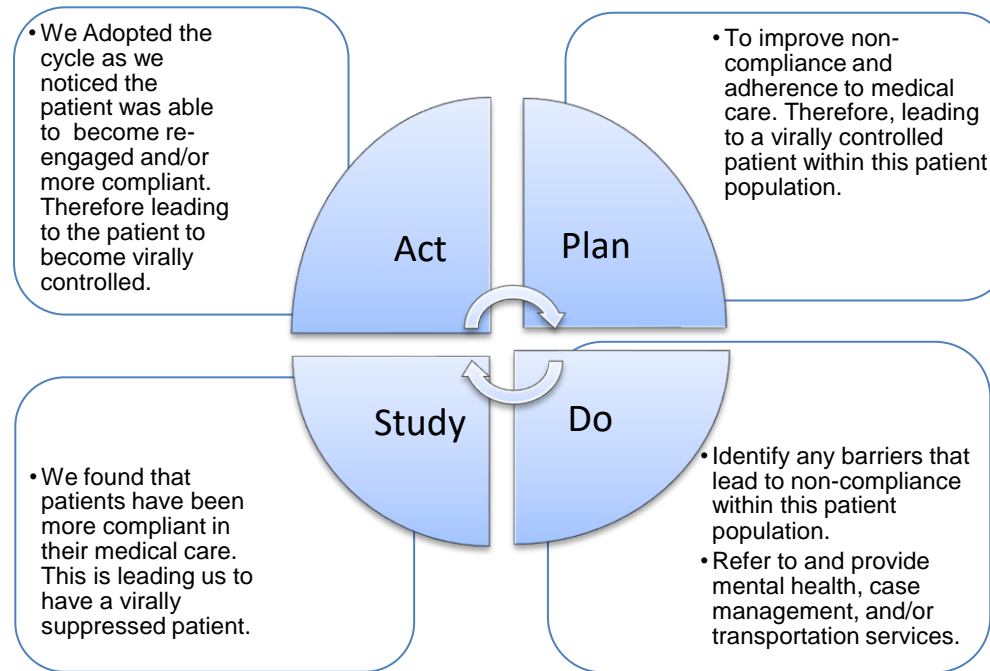 • We Adopted the
cycle as we
noticed the
patient was able
to become re-
engaged and/or
more compliant.
Therefore leading
to the patient to
become virally
controlled.
• To improve non-
compliance and
adherence to medical
care. Therefore, leading
to a virally controlled
patient within this patient
population.
Act
Plan
Study
Do
• We found that
patients have been
more compliant in
their medical care.
This is leading us to
have a virally
suppressed patient.
• Identify any barriers that
lead to non-compliance
within this patient
population.
• Refer to and provide
mental health, case
management, and/or
transportation services.